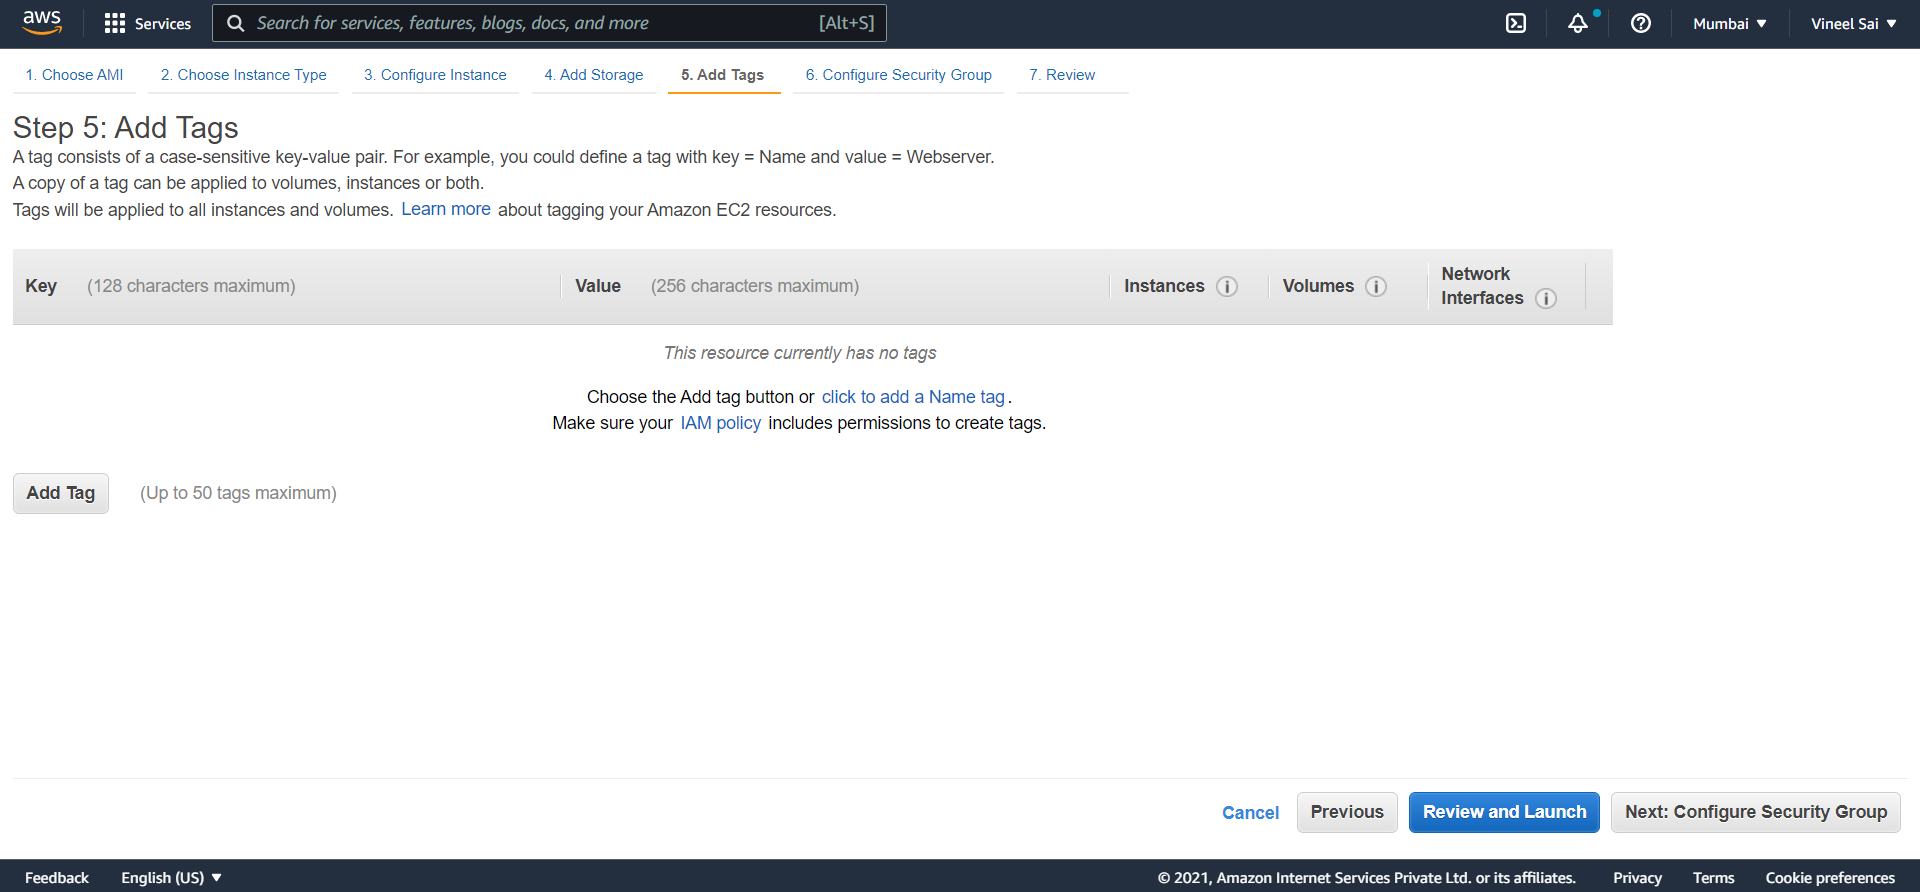 aws Services Search for services, features, blogs, docs, and more [Alt+S] Mumbai Vineel Sai
1. Choose AMI 2. Choose Instance Type 3. Configure Instance 4. Add Storage 5. Add Tags 6. Configure Security Group 7. Review
Step 5: Add Tags
A tag consists of a case-sensitive key-value pair. For example, you could define a tag with key = Name and value = Webserver.
A copy of a tag can be applied to volumes, instances or both.
Tags will be applied to all instances and volumes. Learn more about tagging your Amazon EC2 resources.
Key (128 characters maximum) Value (256 characters maximum) Instances Volumes Network
Interfaces
This resource currently has no tags
Choose the Add tag button or click to add a Name tag.
Make sure your IAM policy includes permissions to create tags.
Add Tag (Up to 50 tags maximum)
Cancel Previous Review and Launch Next: Configure Security Group
Feedback English (US) © 2021, Amazon Internet Services Private Ltd. or its affiliates. Privacy Terms Cookie preferences